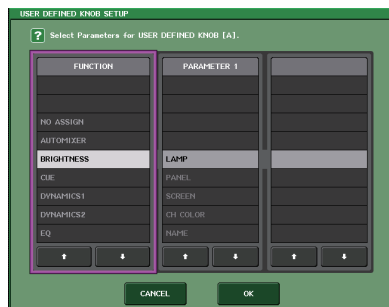 USER DEFINED KNOB SETUP
? Select Parameters for USER DEFINED KNOB [A].
FUNCTION
NO ASSIGN
AUTOMIXER
BRIGHTNESS
CUE
DYNAMICS1
DYNAMICS2
EQ
PARAMETER 1
LAMP
PANEL
SCREEN
CH COLOR
NAME
CANCEL
OK